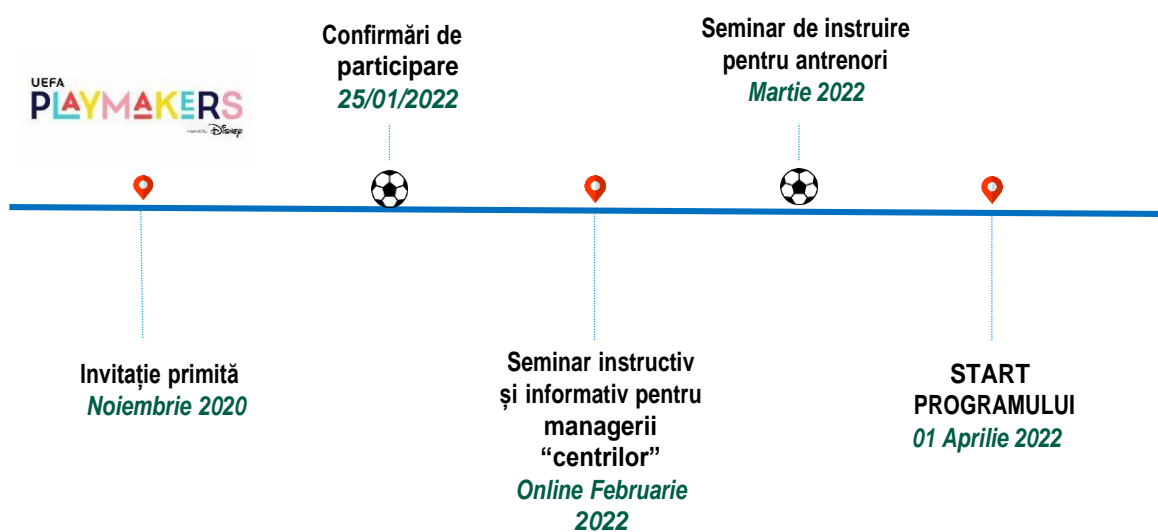 UEFA
PLAYMAKERS
Disney
Invitație primită
Noiembrie 2020
Confirmări de
participare
25/01/2022
Seminar instructiv
și informativ pentru
managerii
“centrilor”
Online Februarie
2022
Seminar de instruire
pentru antrenori
Martie 2022
START
PROGRAMULUI
01 Aprilie 2022